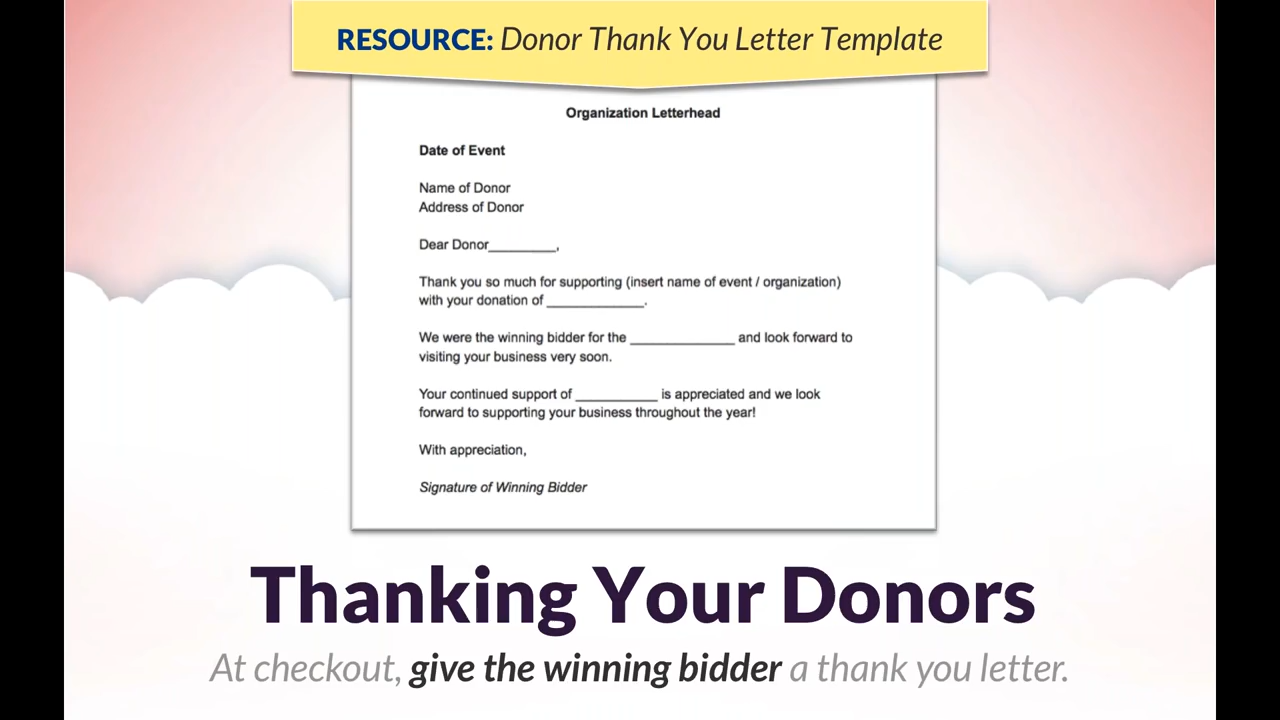 RESOURCE: Donor Thank You Letter Template
Organization Letterhead
Date of Event
Name of Donor
Address of Donor
Dear Donor_________,
Thank you so much for supporting (insert name of event / organization)
with your donation of _____________.
We were the winning bidder for the ______________ and look forward to
visiting your business very soon.
Your continued support of ___________ is appreciated and we look
forward to supporting your business throughout the year!
With appreciation,
Signature of Winning Bidder
Thanking Your Donors
At checkout, give the winning bidder a thank you letter.